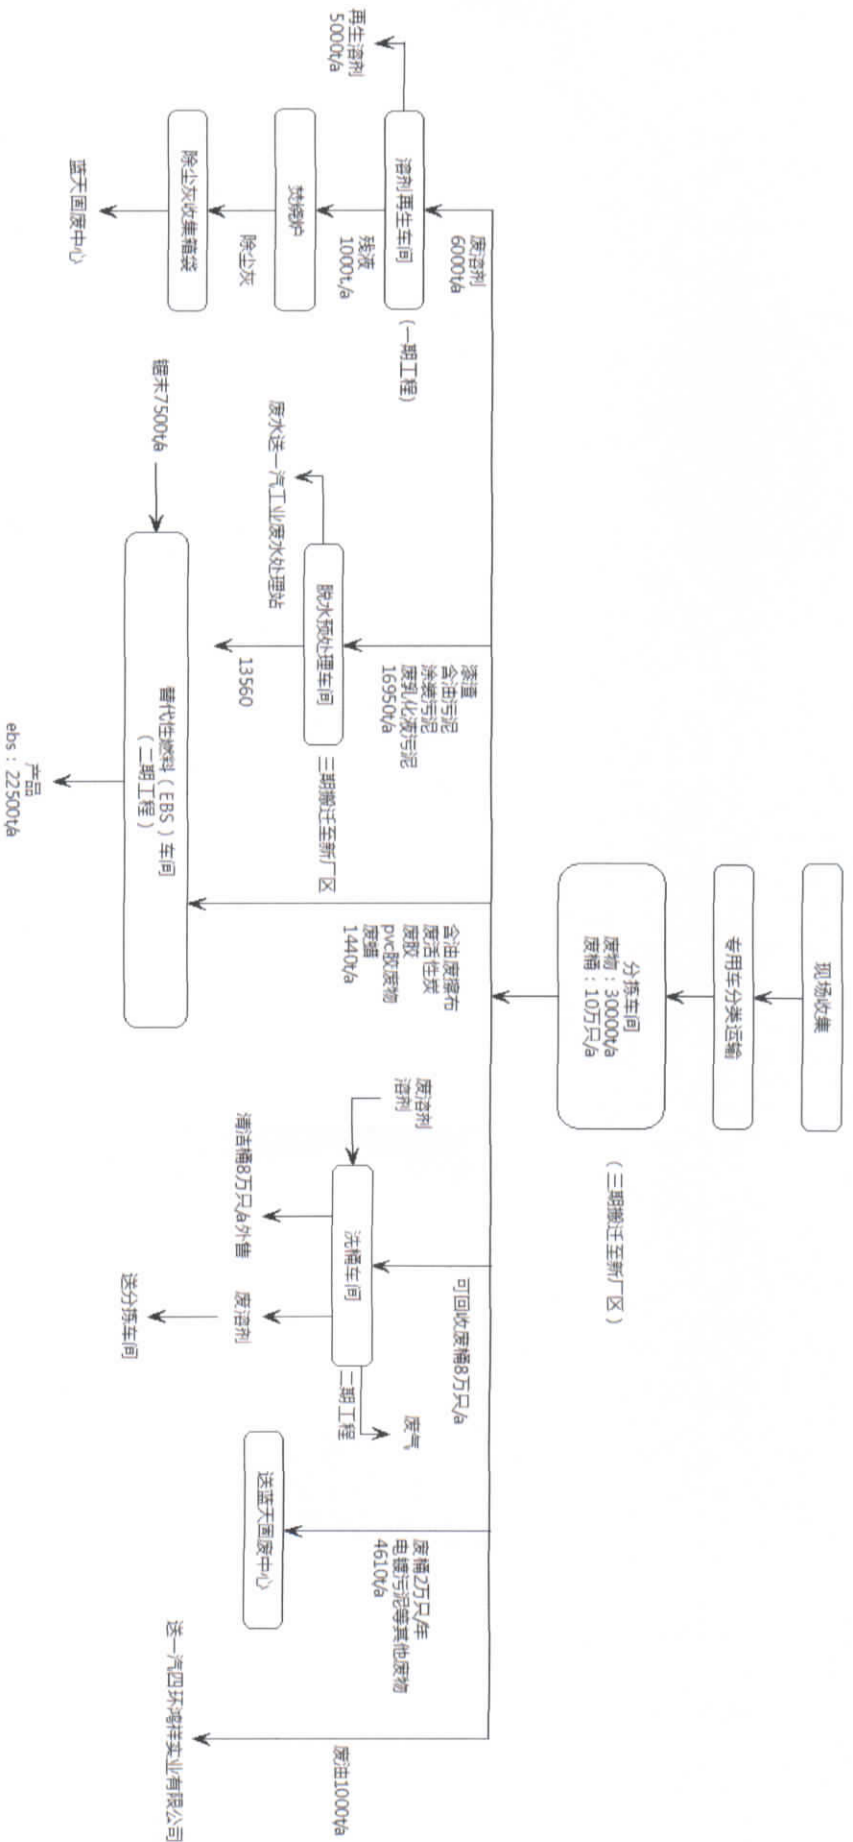 现场收集
专用车分类运输
分拣车间
废物：30000t/a
废桶：10万只/a
（三期搬迁至新厂区）
废溶剂
6000t/a
溶剂再生车间
（一期工程）
再生溶剂
5000t/a
残液
1000t/a
焚烧炉
除尘灰
除尘灰收集箱袋
蓝天固废中心
漆渣
含油污泥
涂装污泥
废乳化液污泥
16950t/a
脱水预处理车间
三期搬迁至新厂区
废水送一汽工业废水处理站
13560
锯末7500t/a
含油废擦布
废活性炭
废胶
pvc胶废物
废蜡
1440t/a
替代性燃料（EBS）车间
（二期工程）
产品
ebs：22500t/a
可回收废桶8万只/a
废溶剂
溶剂
洗桶车间
二期工程
废气
清洁桶8万只/a外售
废溶剂
送分拣车间
废桶2万只/年
电镀污泥等其他废物
4610t/a
送蓝天固废中心
废油1000t/a
送一汽四环鸿祥实业有限公司